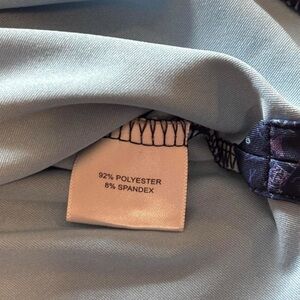 92% POLYESTER
8% SPANDEX